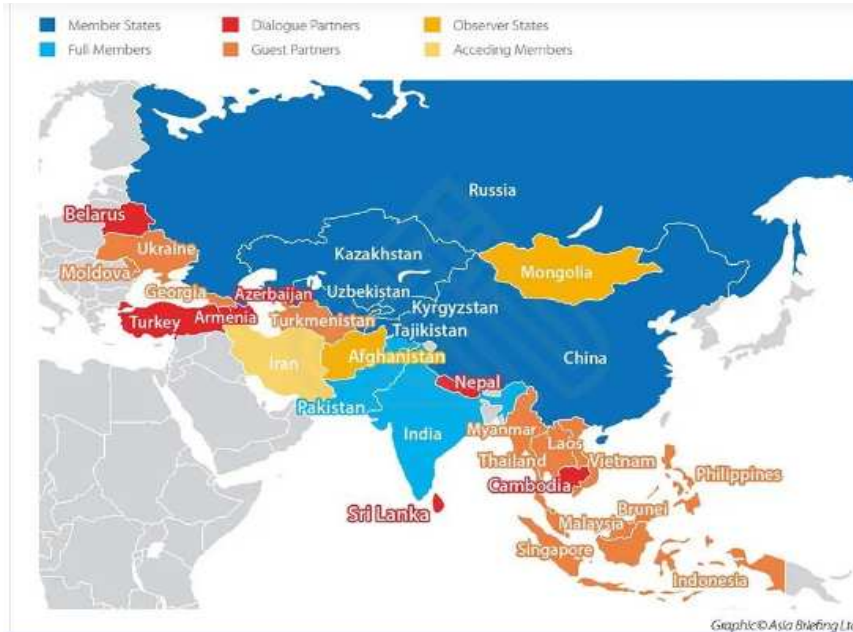 Member States
Dialogue Partners
Observer States
Full Members
Guest Partners
Acceding Members
Russia
Belarus
Ukraine
Kazakhstan
Moldova
Mongolia
Georgia
Azerbaijan
Uzbekistan
Kyrgyzstan
Turkey
Armenia
Turkmenistan
Tajikistan
Iran
Afghanistan
China
Nepal
Pakistan
India
Myanmar
Laos
Thailand
Vietnam
Philippines
Cambodia
Sri Lanka
Brunei
Malaysia
Singapore
Indonesia
Graphic© Asia Briefing Ltd